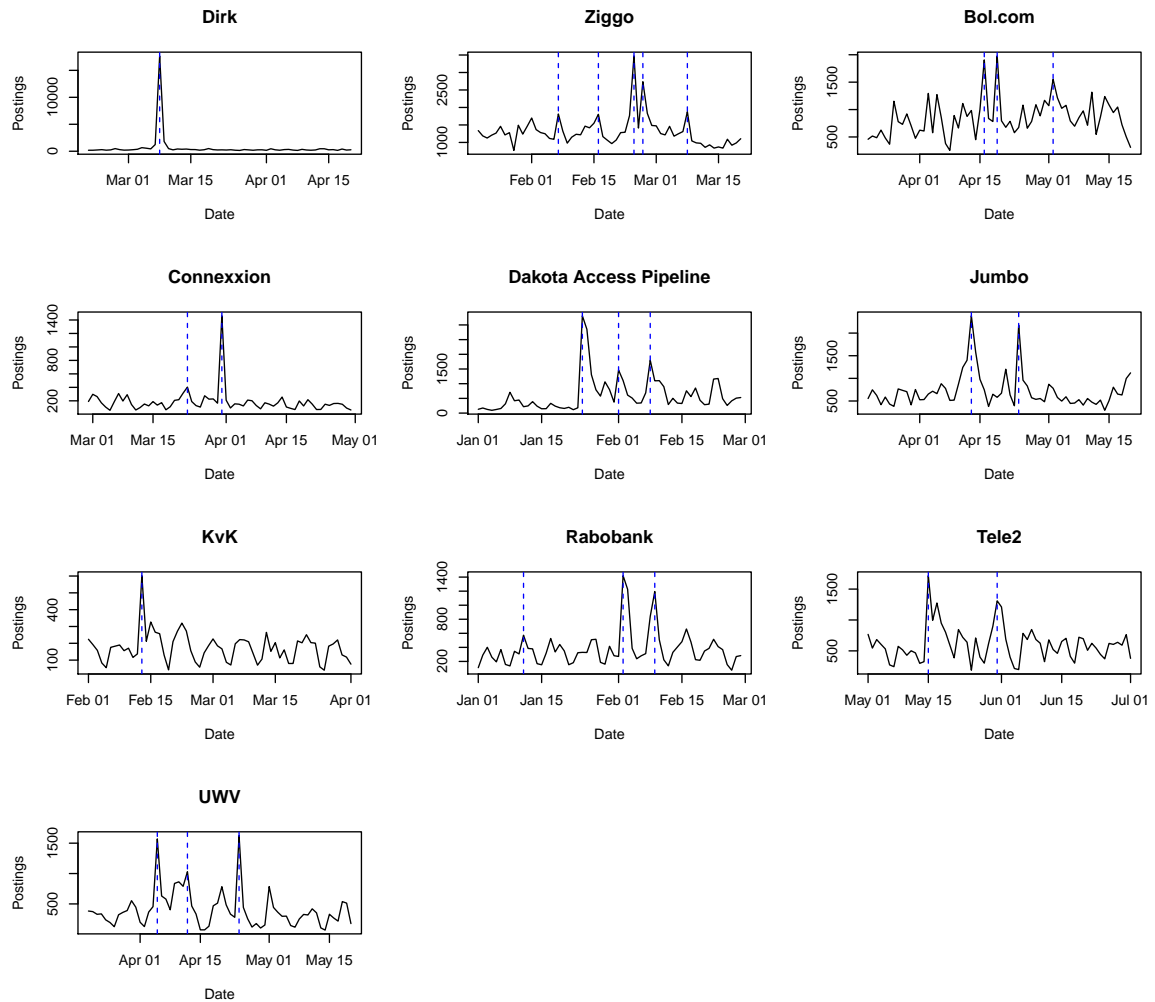 Dirk
Postings
0 10000
Mar 01 Mar 15 Apr 01 Apr 15
Date
Ziggo
Postings
1000 2500
Feb 01 Feb 15 Mar 01 Mar 15
Date
Bol.com
Postings
500 1500
Apr 01 Apr 15 May 01 May 15
Date
Connexxion
Postings
200 800 1400
Mar 01 Mar 15 Apr 01 Apr 15 May 01
Date
Dakota Access Pipeline
Postings
0 1500
Jan 01 Jan 15 Feb 01 Feb 15 Mar 01
Date
Jumbo
Postings
500 1500
Apr 01 Apr 15 May 01 May 15
Date
KvK
Postings
100 400
Feb 01 Feb 15 Mar 01 Mar 15 Apr 01
Date
Rabobank
Postings
200 800 1400
Jan 01 Jan 15 Feb 01 Feb 15 Mar 01
Date
Tele2
Postings
500 1500
May 01 May 15 Jun 01 Jun 15 Jul 01
Date
UWV
Postings
500 1500
Apr 01 Apr 15 May 01 May 15
Date